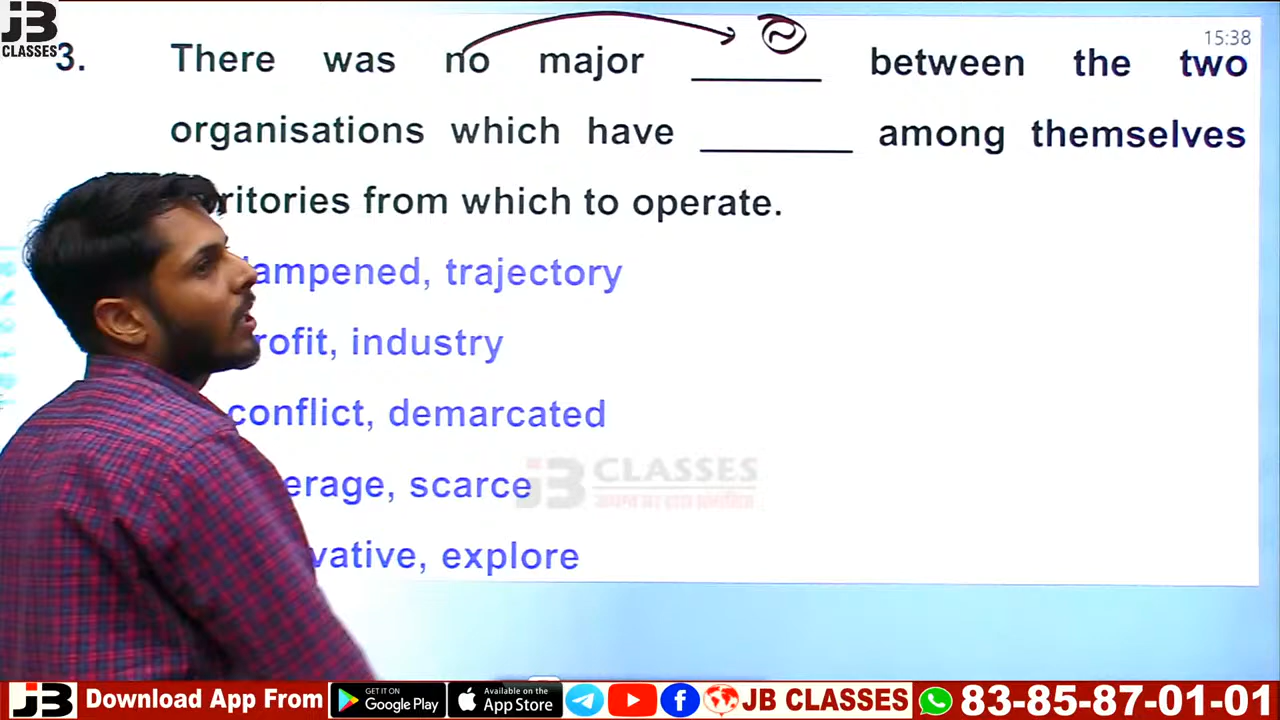 JB
CLASSES
15:38
3. There was no major ______ between the two
organisations which have ______ among themselves
ritories from which to operate.
ampened, trajectory
rofit, industry
conflict, demarcated
erage, scarce
vative, explore
JB CLASSES
JB Download App From GET IT ON Google Play Available on the App Store JB CLASSES 83-85-87-01-01